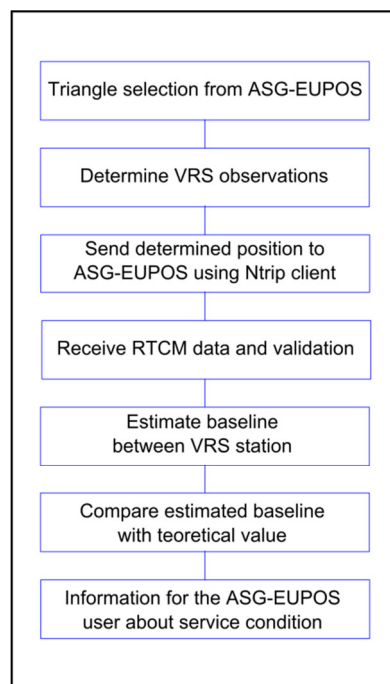 Triangle selection from ASG-EUPOS
Determine VRS observations
Send determined position to
ASG-EUPOS using Ntrip client
Receive RTCM data and validation
Estimate baseline
between VRS station
Compare estimated baseline
with teoretical value
Information for the ASG-EUPOS
user about service condition